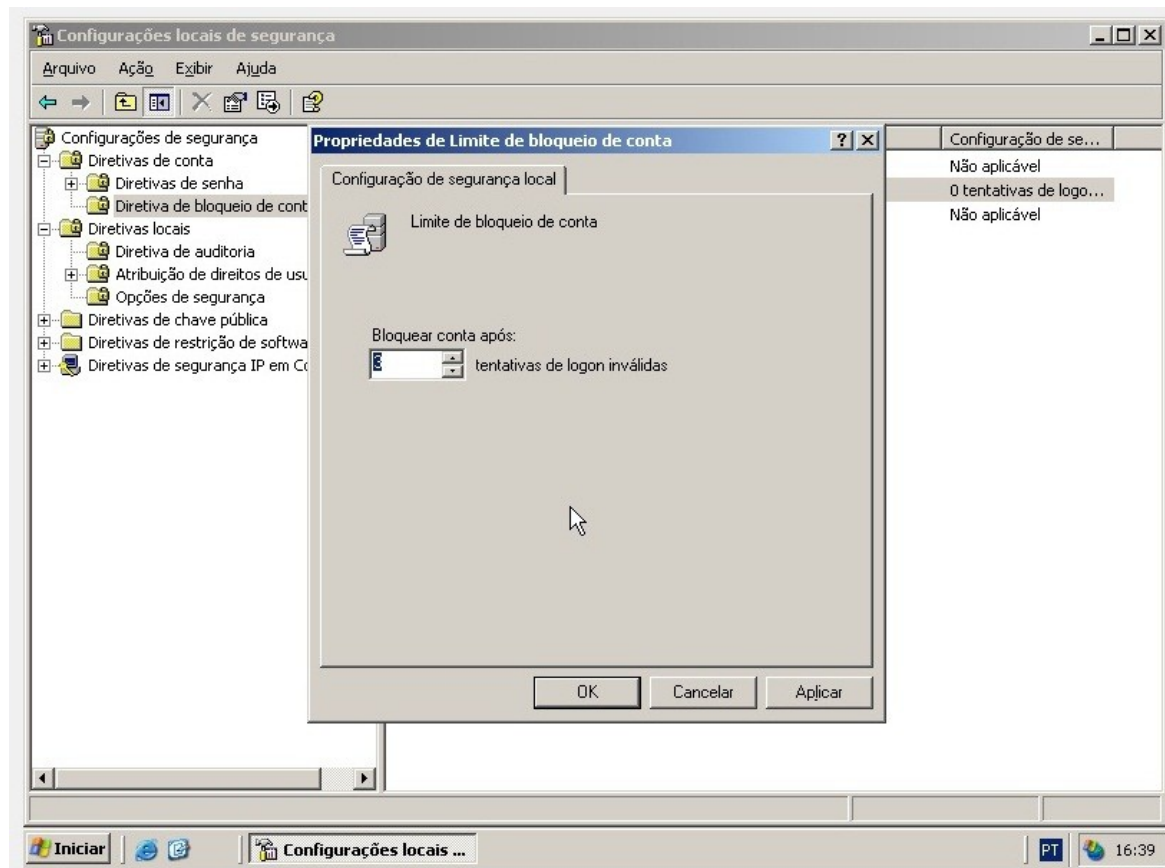 Configurações locais de segurança
Arquivo Ação Exibir Ajuda
Configurações de segurança
Diretivas de conta
Diretivas de senha
Diretiva de bloqueio de cont
Diretivas locais
Diretiva de auditoria
Atribuição de direitos de usu
Opções de segurança
Diretivas de chave pública
Diretivas de restrição de softwa
Diretivas de segurança IP em Co
Propriedades de Limite de bloqueio de conta
Configuração de segurança local
Limite de bloqueio de conta
Bloquear conta após:
3 tentativas de logon inválidas
OK Cancelar Aplicar
Configuração de se...
Não aplicável
0 tentativas de logo...
Não aplicável
Iniciar Configurações locais ... PT 16:39